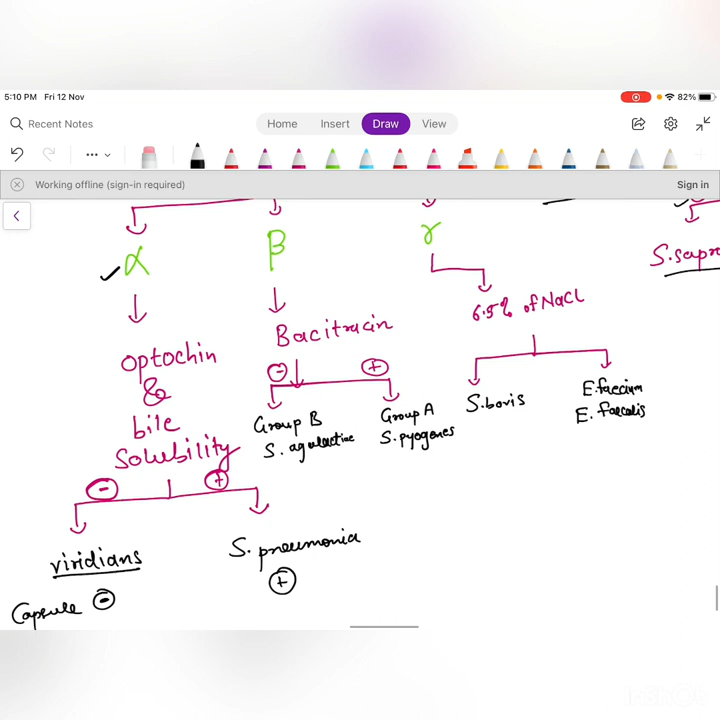 5:10 PM Fri 12 Nov
82%
Recent Notes
Home Insert Draw View
Working offline (sign-in required)
Sign in
α
β
γ
S.sapro
6.5% of NaCl
Bacitracin
optochin
&
bile
Solubility
- +
Group B
S. agalactiae
Group A
S. pyogenes
S. bovis
E. faecium
E. faecalis
- +
viridians
S. pneumonia
+
Capsule -